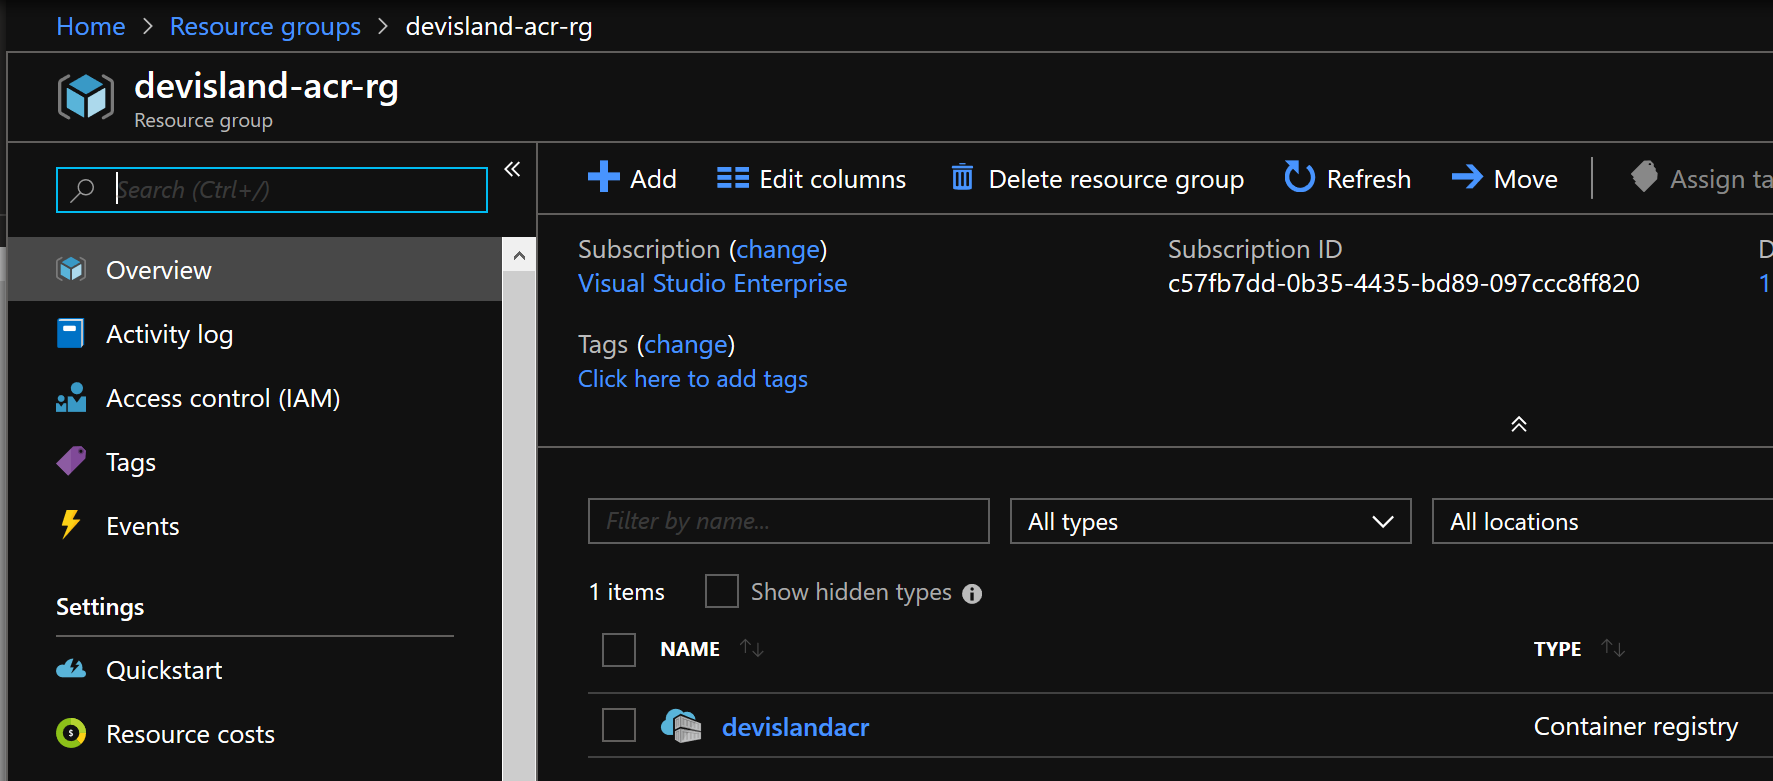 Home > Resource groups > devisland-acr-rg
devisland-acr-rg
Resource group
Search (Ctrl+/)
Overview
Activity log
Access control (IAM)
Tags
Events
Settings
Quickstart
Resource costs
Add Edit columns Delete resource group Refresh Move Assign ta
Subscription (change) Subscription ID D
Visual Studio Enterprise c57fb7dd-0b35-4435-bd89-097ccc8ff820 1
Tags (change)
Click here to add tags
Filter by name... All types All locations
1 items Show hidden types
NAME TYPE
devislandacr Container registry